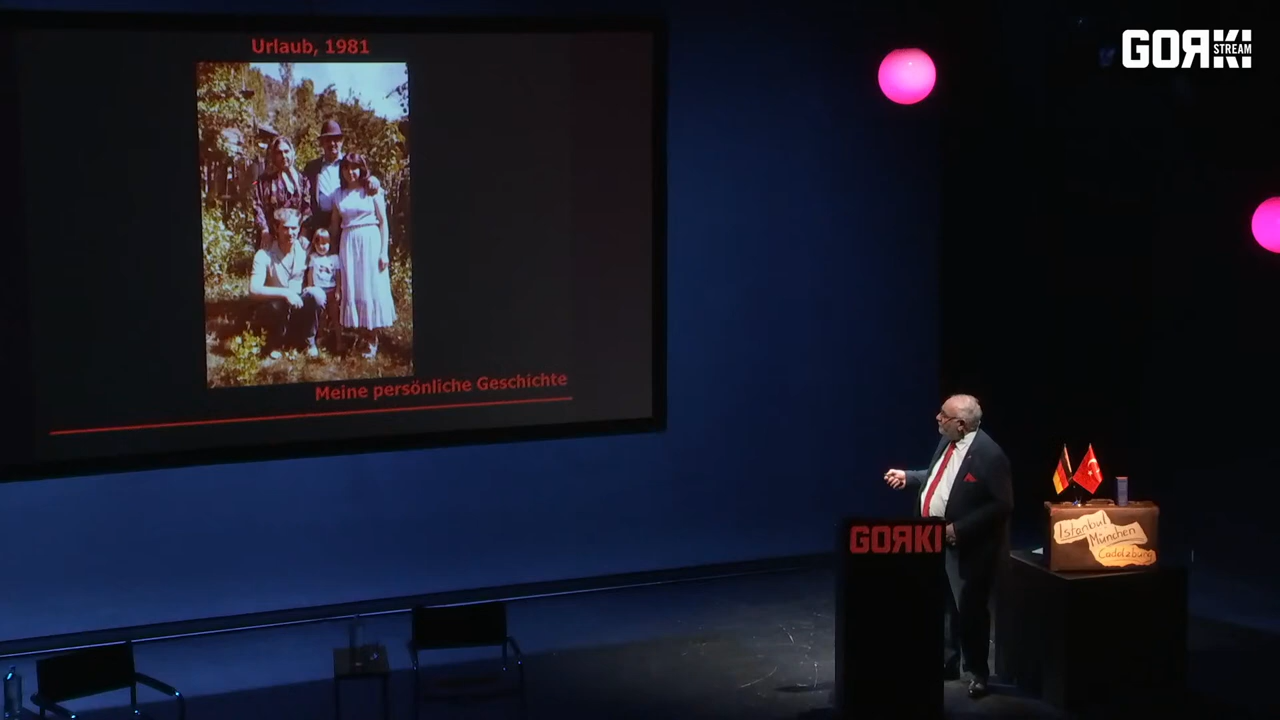 Urlaub, 1981
GORKI
STREAM
Meine persönliche Geschichte
GORKI
Istanbul
München
Cadolzburg